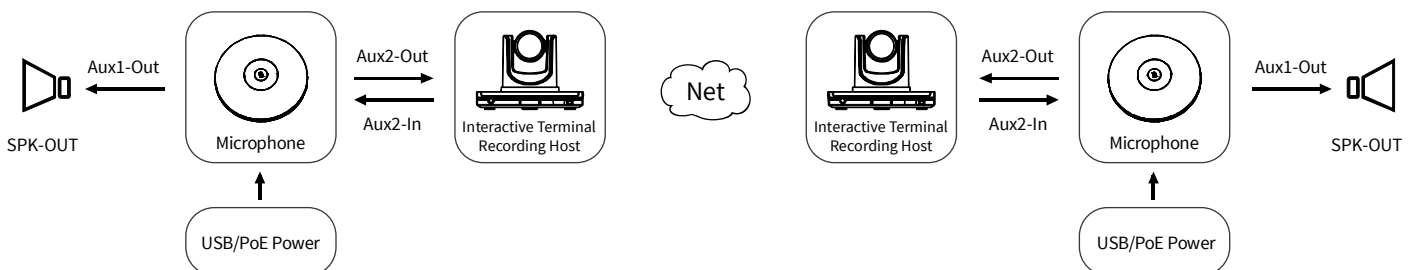 Aux1-Out
SPK-OUT
Microphone
Aux2-Out
Aux2-In
Interactive Terminal
Recording Host
USB/PoE Power
Net
Interactive Terminal
Recording Host
Aux2-Out
Aux2-In
Microphone
Aux1-Out
SPK-OUT
USB/PoE Power